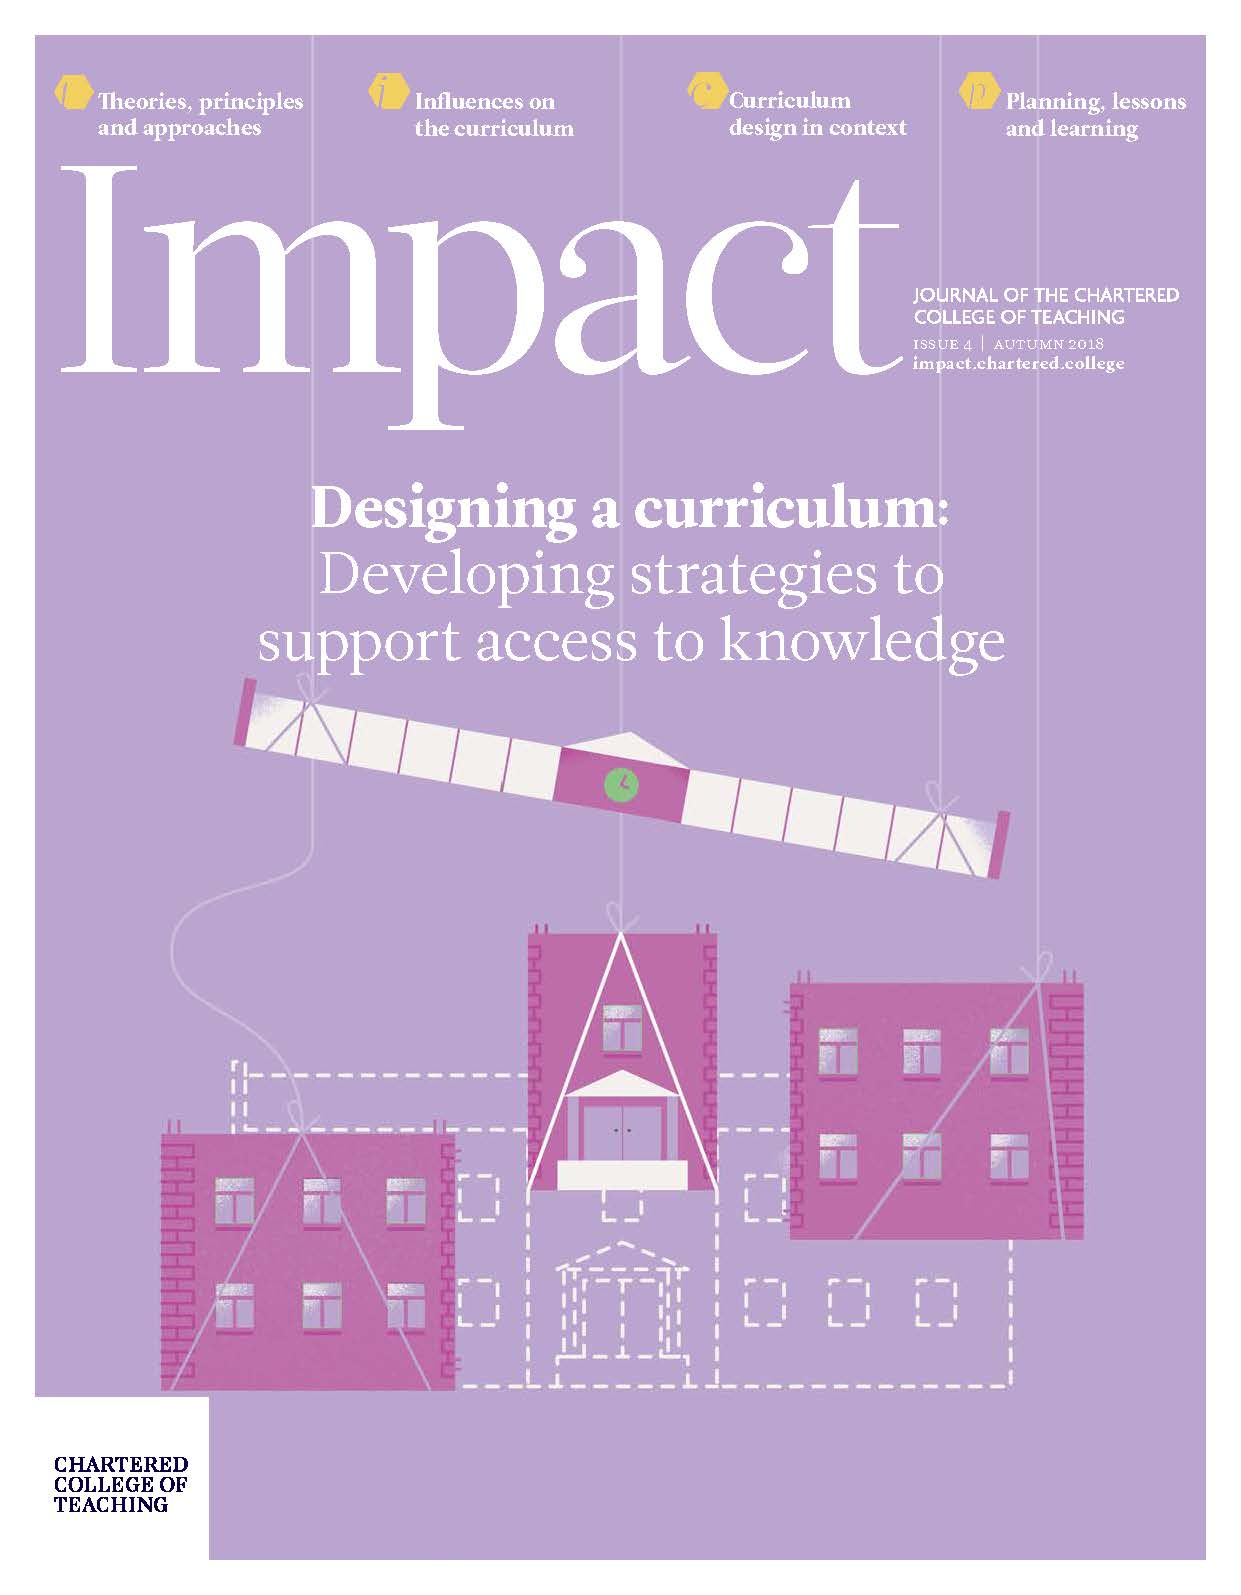 t
Theories, principles
and approaches
i
Influences on
the curriculum
c
Curriculum
design in context
p
Planning, lessons
and learning
Impact
JOURNAL OF THE CHARTERED
COLLEGE OF TEACHING
ISSUE 4 | AUTUMN 2018
impact.chartered.college
Designing a curriculum:
Developing strategies to
support access to knowledge
CHARTERED
COLLEGE OF
TEACHING